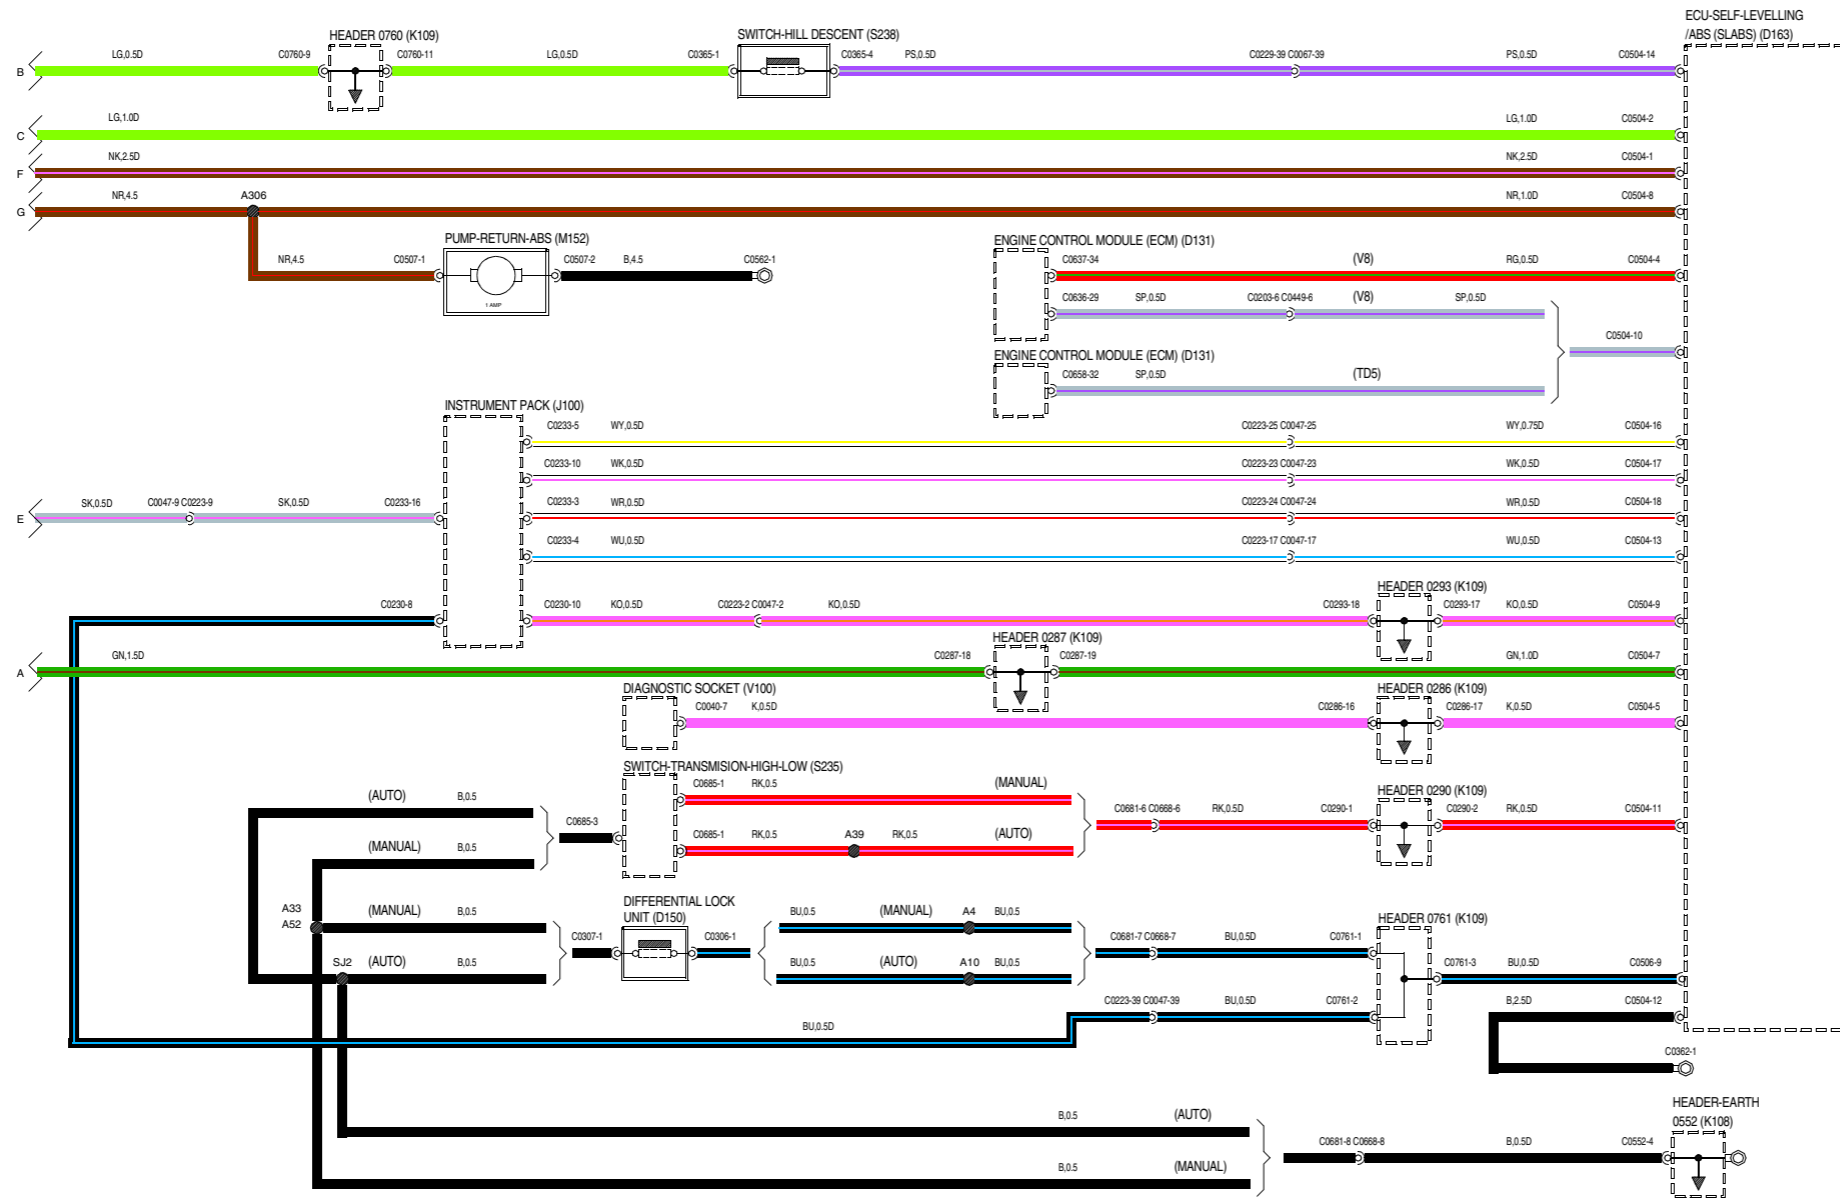 ECU-SELF-LEVELLING
/ABS (SLABS) (D163)
HEADER 0760 (K109)
SWITCH-HILL DESCENT (S238)
B
LG,0.5D
C0760-9
C0760-11
LG,0.5D
C0365-1
C0365-4
PS,0.5D
C0229-39 C0067-39
PS,0.5D
C0504-14
C
LG,1.0D
LG,1.0D
C0504-2
F
NK,2.5D
NK,2.5D
C0504-1
G
NR,4.5
A306
NR,1.0D
C0504-8
PUMP-RETURN-ABS (M152)
NR,4.5
C0507-1
C0507-2
B,4.5
C0562-1
1 AMP
ENGINE CONTROL MODULE (ECM) (D131)
C0637-34
(V8)
RG,0.5D
C0504-4
C0636-29
SP,0.5D
C0203-6 C0449-6
(V8)
SP,0.5D
C0504-10
ENGINE CONTROL MODULE (ECM) (D131)
C0658-32
SP,0.5D
(TD5)
INSTRUMENT PACK (J100)
C0233-5
WY,0.5D
C0223-25 C0047-25
WY,0.75D
C0504-16
C0233-10
WK,0.5D
C0223-23 C0047-23
WK,0.5D
C0504-17
E
SK,0.5D
C0047-9 C0223-9
SK,0.5D
C0233-16
C0233-3
WR,0.5D
C0223-24 C0047-24
WR,0.5D
C0504-18
C0233-4
WU,0.5D
C0223-17 C0047-17
WU,0.5D
C0504-13
HEADER 0293 (K109)
C0230-8
C0230-10
KO,0.5D
C0223-2 C0047-2
KO,0.5D
C0293-18
C0293-17
KO,0.5D
C0504-9
HEADER 0287 (K109)
A
GN,1.5D
C0287-18
C0287-19
GN,1.0D
C0504-7
DIAGNOSTIC SOCKET (V100)
HEADER 0286 (K109)
C0040-7
K,0.5D
C0286-16
C0286-17
K,0.5D
C0504-5
SWITCH-TRANSMISION-HIGH-LOW (S235)
C0685-1
RK,0.5
(MANUAL)
HEADER 0290 (K109)
(AUTO)
B,0.5
C0685-3
C0681-6 C0668-6
RK,0.5D
C0290-1
C0290-2
RK,0.5D
C0504-11
C0685-1
RK,0.5
A39
RK,0.5
(AUTO)
(MANUAL)
B,0.5
DIFFERENTIAL LOCK
UNIT (D150)
A33
A52
(MANUAL)
B,0.5
BU,0.5
(MANUAL)
A4
BU,0.5
HEADER 0761 (K109)
C0307-1
C0306-1
C0681-7 C0668-7
BU,0.5D
C0761-1
SJ2
(AUTO)
B,0.5
BU,0.5
(AUTO)
A10
BU,0.5
C0761-3
BU,0.5D
C0506-9
C0223-39 C0047-39
BU,0.5D
C0761-2
B,2.5D
C0504-12
BU,0.5D
C0362-1
HEADER-EARTH
0552 (K108)
B,0.5
(AUTO)
C0681-8 C0668-8
B,0.5D
C0552-4
B,0.5
(MANUAL)